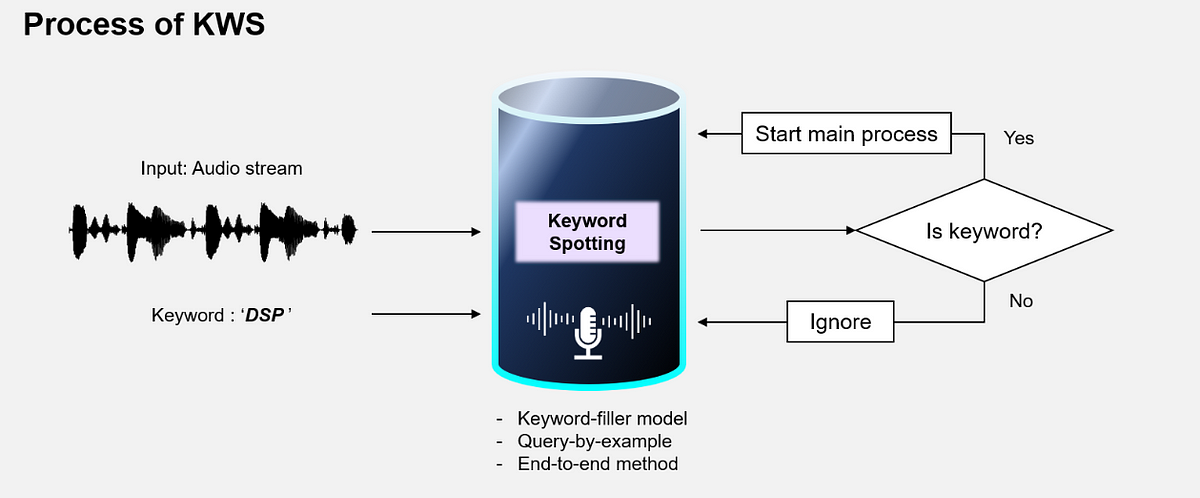 Process of KWS
Input: Audio stream
Keyword : ‘DSP’
Keyword
Spotting
- Keyword-filler model
- Query-by-example
- End-to-end method
Start main process
Yes
Is keyword?
No
Ignore